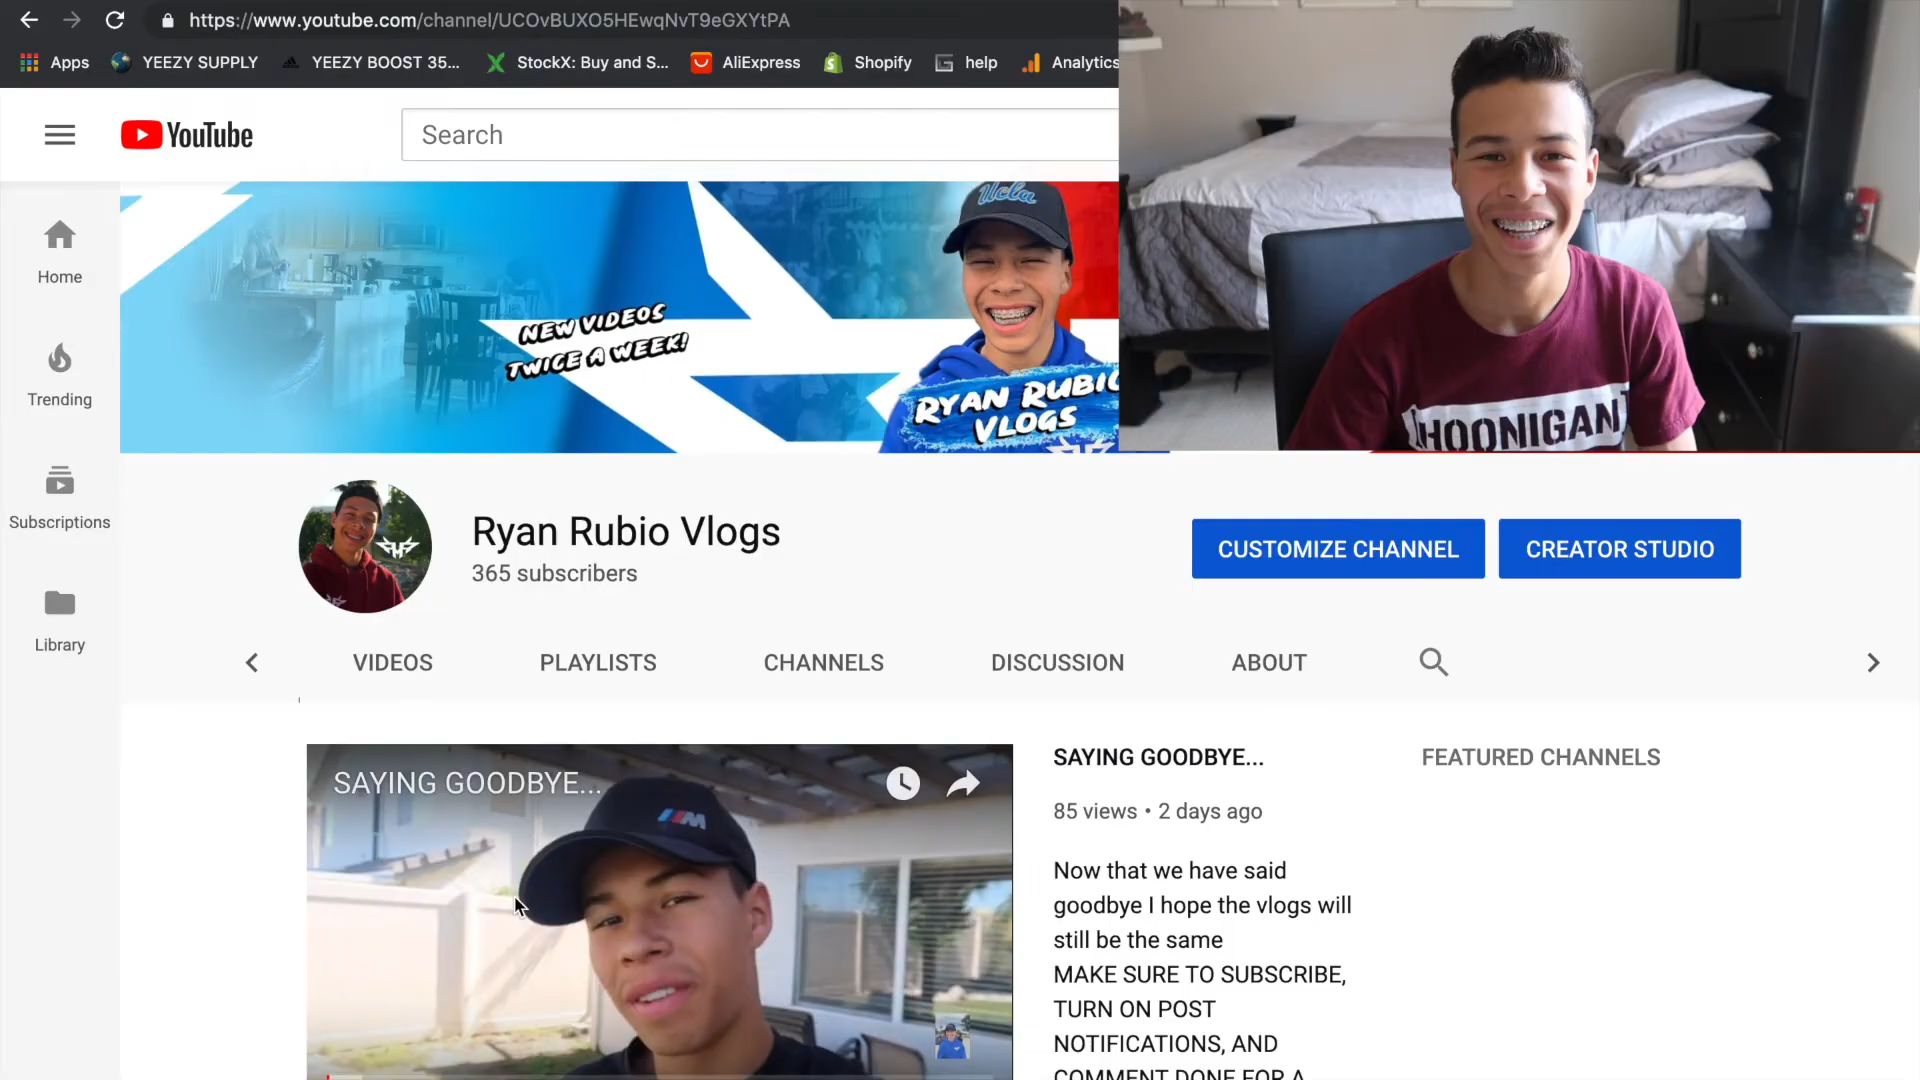 https://www.youtube.com/channel/UCOvBUXO5HEwqNvT9eGXYtPA
Apps YEEZY SUPPLY YEEZY BOOST 35... StockX: Buy and S... AliExpress Shopify help Analytics
YouTube
Search
Home
Trending
Subscriptions
Library
NEW VIDEOS
TWICE A WEEK!
Ucla
RYAN RUBIO
VLOGS
HOONIGAN
Ryan Rubio Vlogs
365 subscribers
CUSTOMIZE CHANNEL
CREATOR STUDIO
VIDEOS PLAYLISTS CHANNELS DISCUSSION ABOUT
SAYING GOODBYE...
M
SAYING GOODBYE...
85 views • 2 days ago
Now that we have said
goodbye I hope the vlogs will
still be the same
MAKE SURE TO SUBSCRIBE,
TURN ON POST
NOTIFICATIONS, AND
COMMENT DONE FOR A
FEATURED CHANNELS